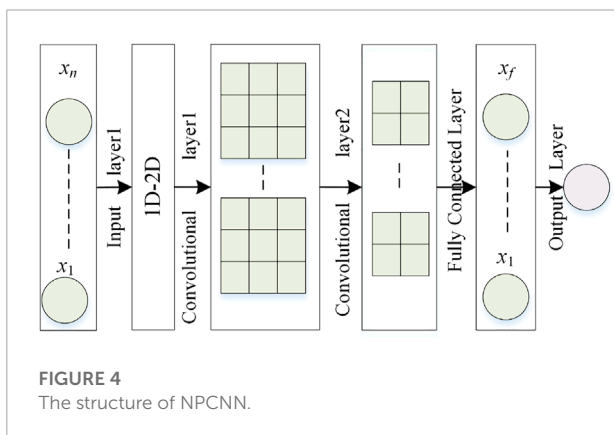 xn
x1
Input layer1
1D-2D
Convolutional layer1
Convolutional layer2
Fully Connected Layer
xf
x1
Output Layer
FIGURE 4
The structure of NPCNN.